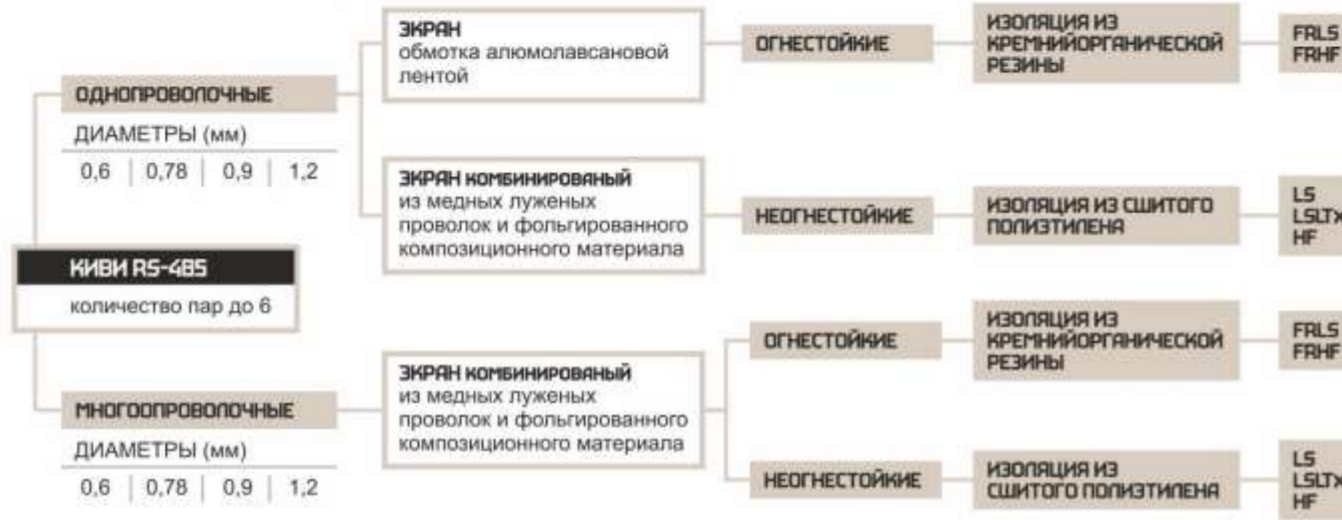 ЭКРАН
обмотка алюмолавсановой
лентой
ОГНЕСТОЙКИЕ
ИЗОЛЯЦИЯ ИЗ
КРЕМНИЙОРГАНИЧЕСКОЙ
РЕЗИНЫ
FRLS
FRHF
ОДНОПРОВОЛОЧНЫЕ
ДИАМЕТРЫ (мм)
0,6 | 0,78 | 0,9 | 1,2
ЭКРАН КОМБИНИРОВАНЫЙ
из медных луженых
проволок и фольгированного
композиционного материала
НЕОГНЕСТОЙКИЕ
ИЗОЛЯЦИЯ ИЗ СШИТОГО
ПОЛИЭТИЛЕНА
LS
LSLTx
HF
КИВИ RS-485
количество пар до 6
МНОГООПРОВОЛОЧНЫЕ
ДИАМЕТРЫ (мм)
0,6 | 0,78 | 0,9 | 1,2
ЭКРАН КОМБИНИРОВАНЫЙ
из медных луженых
проволок и фольгированного
композиционного материала
ОГНЕСТОЙКИЕ
ИЗОЛЯЦИЯ ИЗ
КРЕМНИЙОРГАНИЧЕСКОЙ
РЕЗИНЫ
FRLS
FRHF
НЕОГНЕСТОЙКИЕ
ИЗОЛЯЦИЯ ИЗ
СШИТОГО ПОЛИЭТИЛЕНА
LS
LSLTx
HF